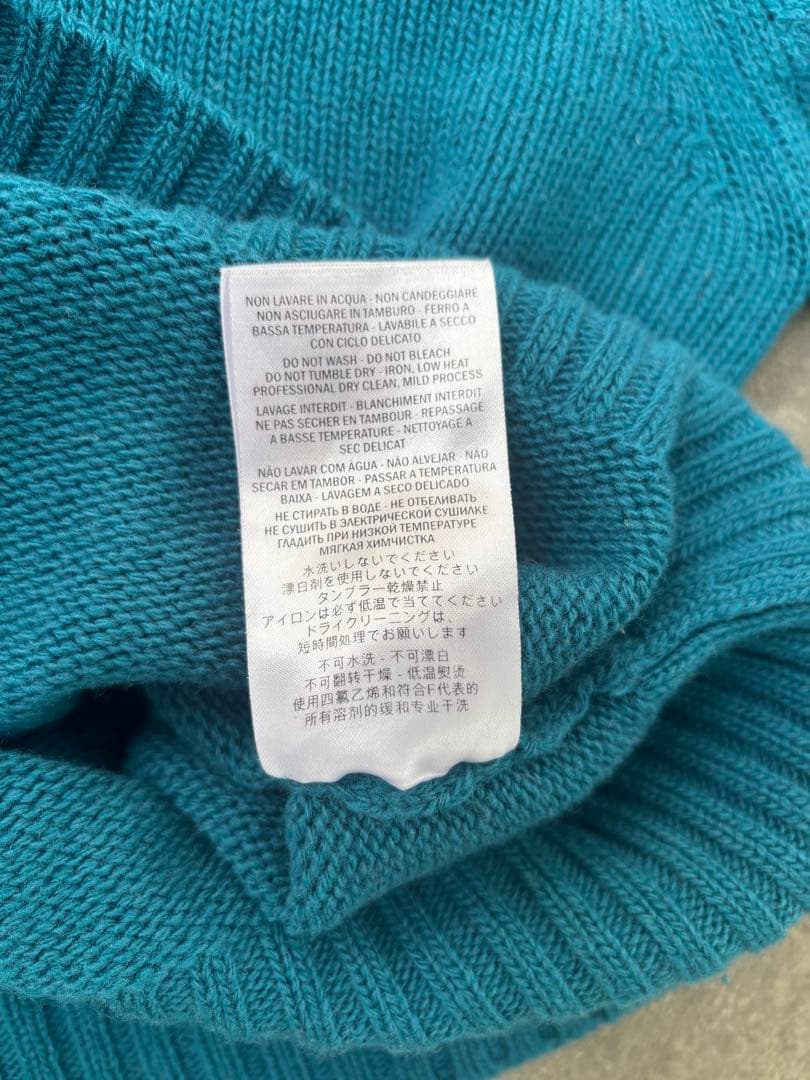 NON LAVARE IN ACQUA - NON CANDEGGIARE
NON ASCIUGARE IN TAMBURO - FERRO A
BASSA TEMPERATURA - LAVABILE A SECCO
CON CICLO DELICATO
DO NOT WASH - DO NOT BLEACH
DO NOT TUMBLE DRY - IRON, LOW HEAT
PROFESSIONAL DRY CLEAN, MILD PROCESS
LAVAGE INTERDIT - BLANCHIMENT INTERDIT
NE PAS SECHER EN TAMBOUR - REPASSAGE
A BASSE TEMPERATURE - NETTOYAGE A
SEC DELICAT
NÃO LAVAR COM ÁGUA - NÃO ALVEJAR - NÃO
SECAR EM TAMBOR - PASSAR A TEMPERATURA
BAIXA - LAVAGEM A SECO DELICADO
НЕ СТИРАТЬ В ВОДЕ - НЕ ОТБЕЛИВАТЬ
НЕ СУШИТЬ В ЭЛЕКТРИЧЕСКОЙ СУШИЛКЕ
ГЛАДИТЬ ПРИ НИЗКОЙ ТЕМПЕРАТУРЕ
МЯГКАЯ ХИМЧИСТКА
水洗いしないでください
漂白剤を使用しないでください
タンブラー乾燥禁止
アイロンは必ず低温で当ててください
ドライクリーニングは、
短時間処理でお願いします
不可水洗 - 不可漂白
不可翻转干燥 - 低温熨烫
使用四氯乙烯和符合F代表的
所有溶剂的缓和专业干洗